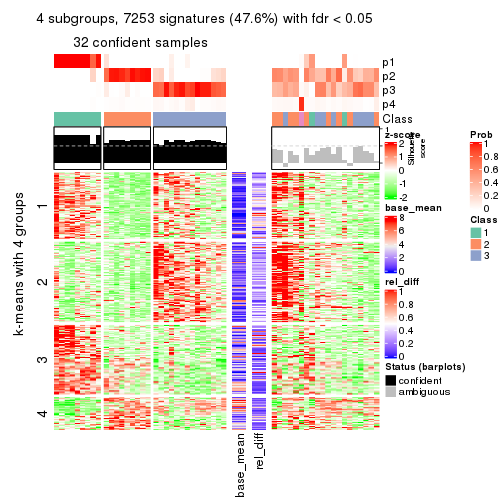 4 subgroups, 7253 signatures (47.6%) with fdr < 0.05
32 confident samples
p1
p2
p3
p4
Class
1
Silhouette
score
k-means with 4 groups
1
2
3
4
base_mean
rel_diff
z-score
2
1
0
-1
-2
base_mean
8
6
4
2
0
rel_diff
1
0.8
0.6
0.4
0.2
0
Status (barplots)
confident
ambiguous
Prob
1
0.8
0.6
0.4
0.2
0
Class
1
2
3